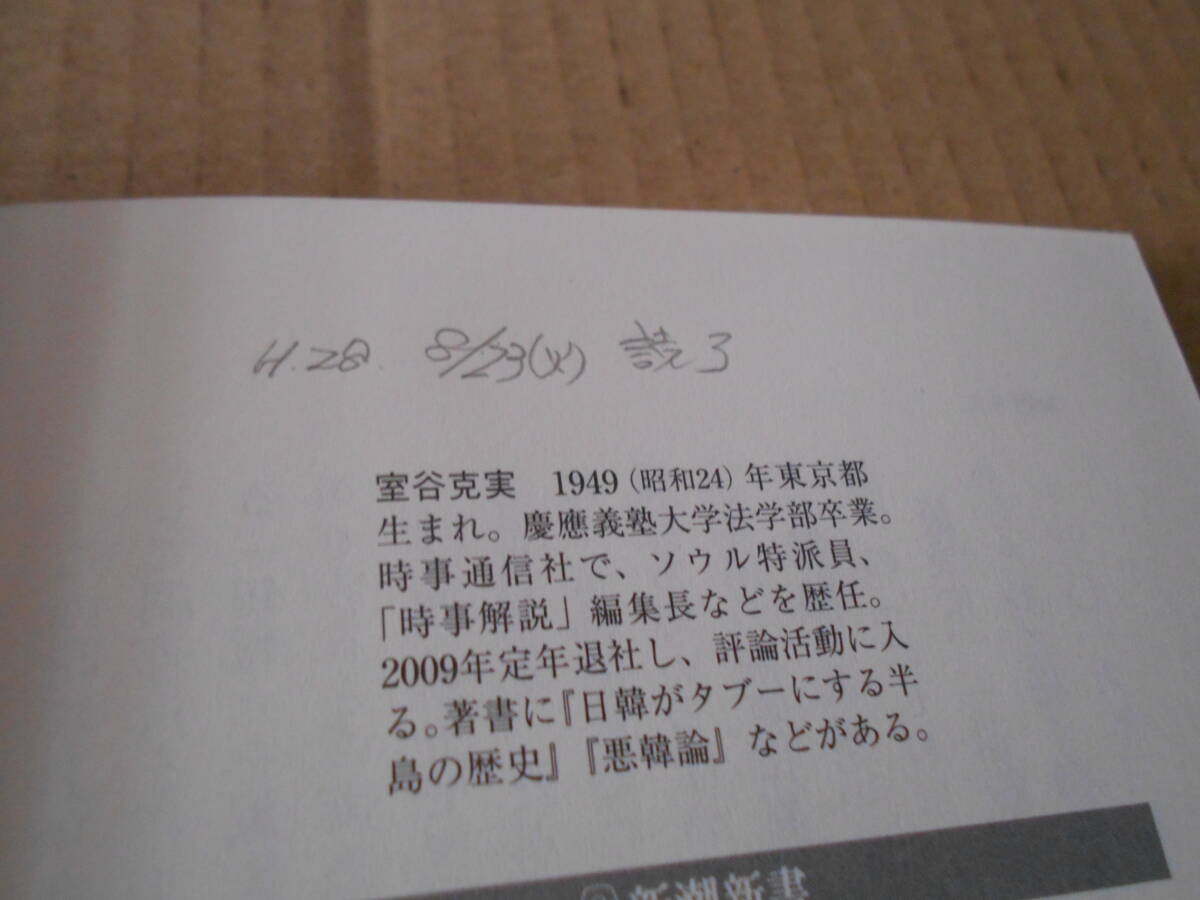 H.28. 8/23(火) 読了
室谷克実　1949（昭和24）年東京都
生まれ。慶應義塾大学法学部卒業。
時事通信社で、ソウル特派員、
「時事解説」編集長などを歴任。
2009年定年退社し、評論活動に入
る。著書に『日韓がタブーにする半
島の歴史』『悪韓論』などがある。
新潮新書